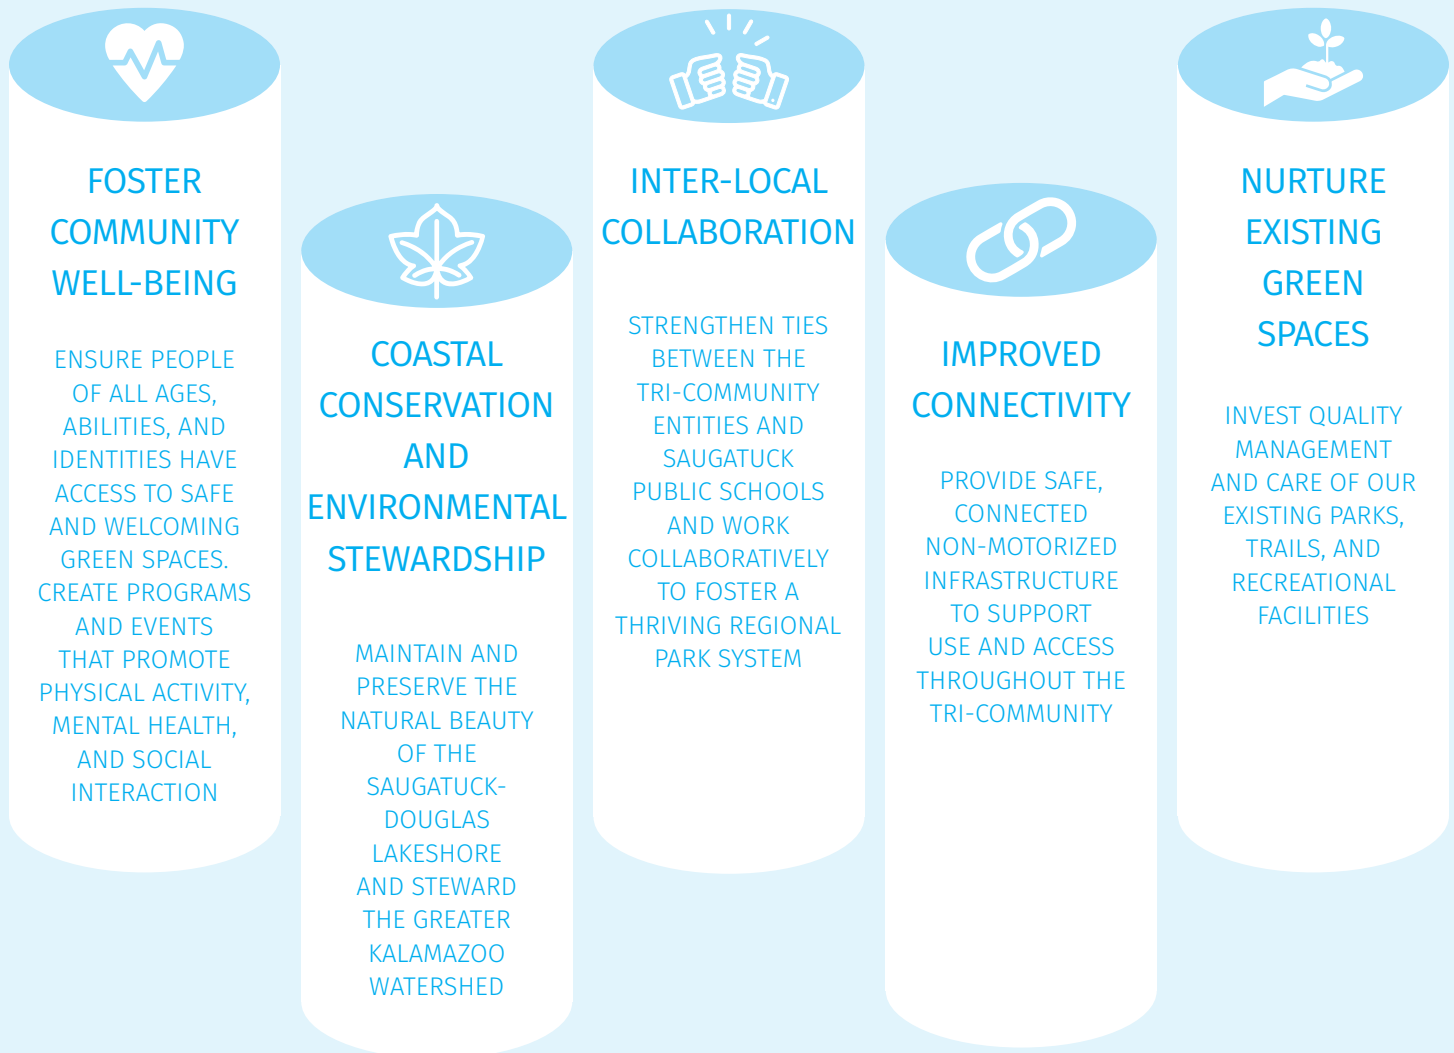 FOSTER
COMMUNITY
WELL-BEING
ENSURE PEOPLE
OF ALL AGES,
ABILITIES, AND
IDENTITIES HAVE
ACCESS TO SAFE
AND WELCOMING
GREEN SPACES.
CREATE PROGRAMS
AND EVENTS
THAT PROMOTE
PHYSICAL ACTIVITY,
MENTAL HEALTH,
AND SOCIAL
INTERACTION
COASTAL
CONSERVATION
AND
ENVIRONMENTAL
STEWARDSHIP
MAINTAIN AND
PRESERVE THE
NATURAL BEAUTY
OF THE
SAUGATUCK-
DOUGLAS
LAKESHORE
AND STEWARD
THE GREATER
KALAMAZOO
WATERSHED
INTER-LOCAL
COLLABORATION
STRENGTHEN TIES
BETWEEN THE
TRI-COMMUNITY
ENTITIES AND
SAUGATUCK
PUBLIC SCHOOLS
AND WORK
COLLABORATIVELY
TO FOSTER A
THRIVING REGIONAL
PARK SYSTEM
IMPROVED
CONNECTIVITY
PROVIDE SAFE,
CONNECTED
NON-MOTORIZED
INFRASTRUCTURE
TO SUPPORT
USE AND ACCESS
THROUGHOUT THE
TRI-COMMUNITY
NURTURE
EXISTING
GREEN
SPACES
INVEST QUALITY
MANAGEMENT
AND CARE OF OUR
EXISTING PARKS,
TRAILS, AND
RECREATIONAL
FACILITIES